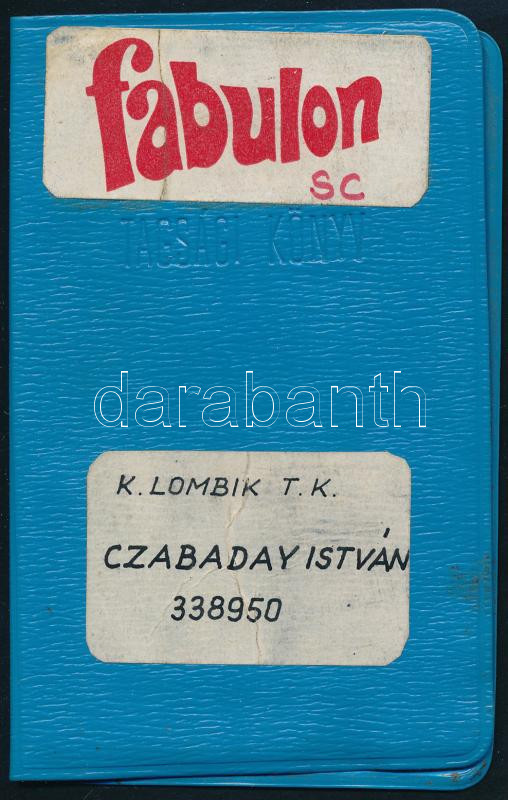 fabulon
SC
TAGSÁGI KÖNYV
darabanth
K. LOMBIK T. K.
CZABADAY ISTVÁN
338950